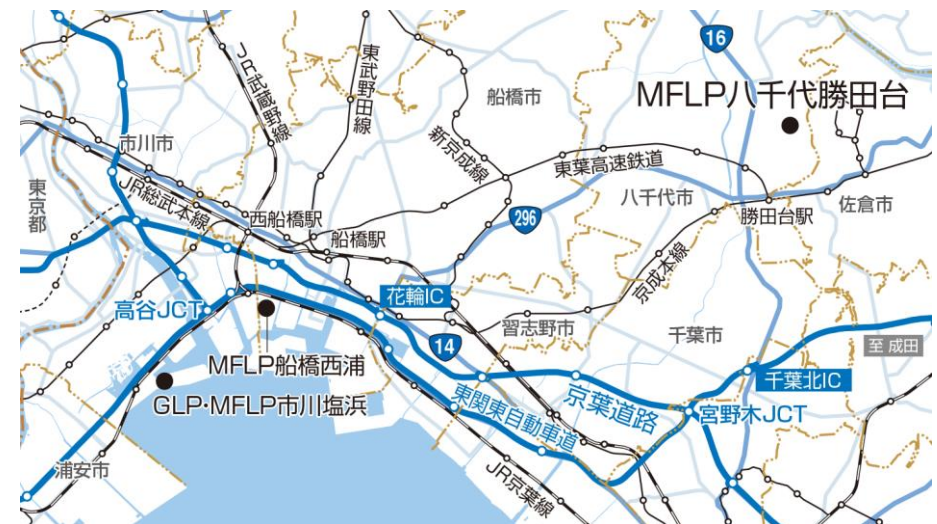 16
MFLP八千代勝田台
船橋市
東武野田線
JR武蔵野線
市川市
新京成線
東葉高速鉄道
八千代市
佐倉市
勝田台駅
東京都
JR総武本線
西船橋駅
船橋駅
296
京成本線
花輪IC
高谷JCT
習志野市
千葉市
14
至 成田
MFLP船橋西浦
千葉北IC
GLP・MFLP市川塩浜
京葉道路
宮野木JCT
東関東自動車道
浦安市
JR京葉線